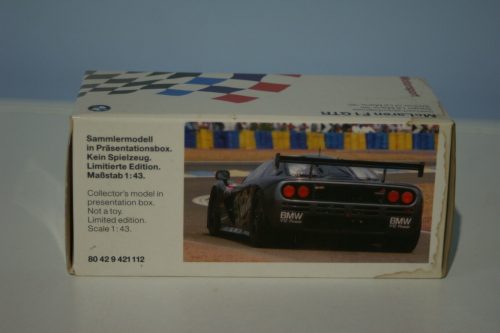 McLaren F1 GTR
Sammlermodell
in Präsentationsbox.
Kein Spielzeug.
Limitierte Edition.
Maßstab 1:43.
Collector's model in
presentation box.
Not a toy.
Limited edition.
Scale 1:43.
80 42 9 421 112
BMW
BMW